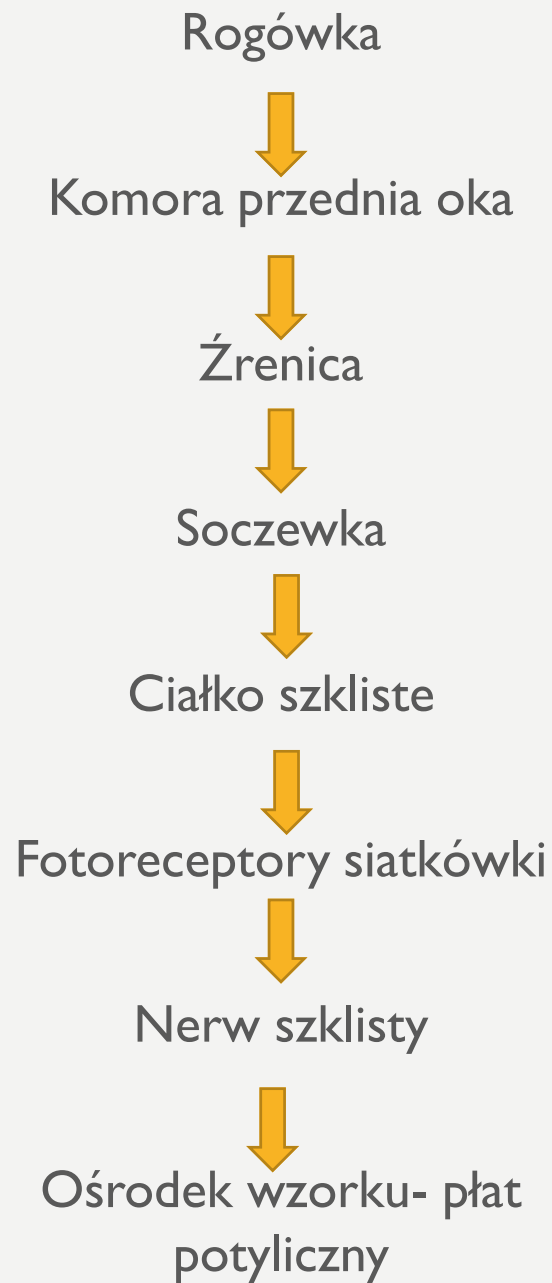 Rogówka
Komora przednia oka
Źrenica
Soczewka
Ciałko szkliste
Fotoreceptory siatkówki
Nerw szklisty
Ośrodek wzorku- płat
potyliczny